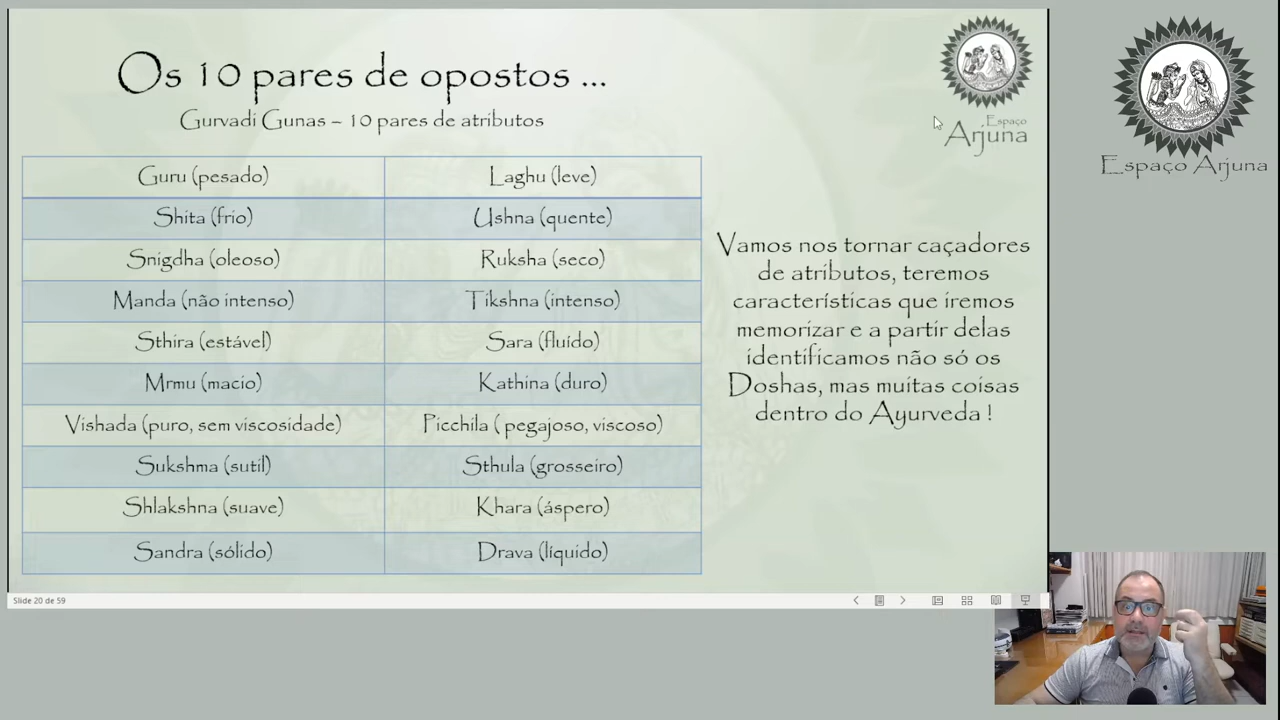 Os 10 pares de opostos ...
Gurvadi Gunas – 10 pares de atributos
Espaço
Arjuna
Espaço Arjuna
Guru (pesado) Laghu (leve)
Shita (frio) Ushna (quente)
Snigdha (oleoso) Ruksha (seco)
Manda (não intenso) Tikshna (intenso)
Sthira (estável) Sara (fluído)
Mrmu (macio) Kathina (duro)
Vishada (puro, sem viscosidade) Picchila ( pegajoso, viscoso)
Sukshma (sutil) Sthula (grosseiro)
Shlakshna (suave) Khara (áspero)
Sandra (sólido) Drava (líquido)
Vamos nos tornar caçadores
de atributos, teremos
características que iremos
memorizar e a partir delas
identificamos não só os
Doshas, mas muitas coisas
dentro do Ayurveda !
Slide 20 de 59